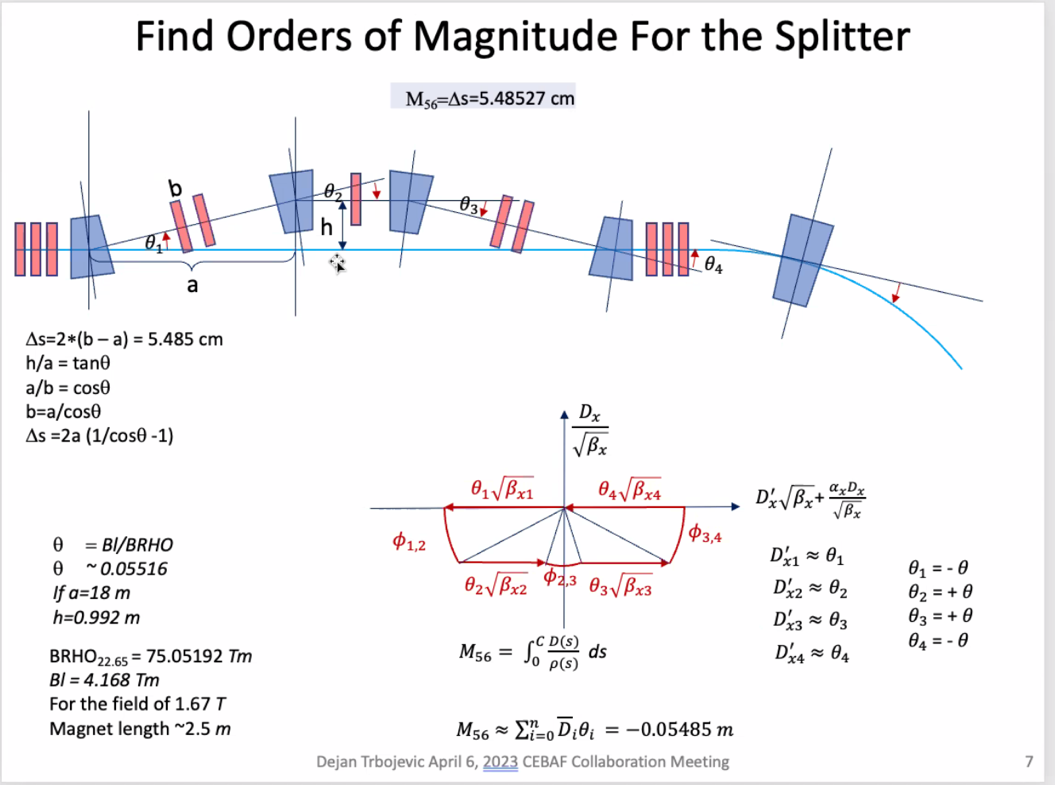 Find Orders of Magnitude For the Splitter
M₅₆=Δs=5.48527 cm
b
θ₁
a
θ₂
h
θ₃
θ₄
Δs=2*(b – a) = 5.485 cm
h/a = tanθ
a/b = cosθ
b=a/cosθ
Δs =2a (1/cosθ -1)
θ = Bl/BRHO
θ ~ 0.05516
If a=18 m
h=0.992 m
BRHO₂₂.₆₅ = 75.05192 Tm
Bl = 4.168 Tm
For the field of 1.67 T
Magnet length ~2.5 m
Dₓ/√βₓ
θ₁√βₓ₁ θ₄√βₓ₄
D′ₓ√βₓ + αₓDₓ/√βₓ
ϕ₁,₂ ϕ₃,₄
θ₂√βₓ₂ ϕ₂,₃ θ₃√βₓ₃
D′ₓ₁ ≈ θ₁
D′ₓ₂ ≈ θ₂
D′ₓ₃ ≈ θ₃
D′ₓ₄ ≈ θ₄
θ₁ = - θ
θ₂ = + θ
θ₃ = + θ
θ₄ = - θ
M₅₆ = ∫₀ᶜ D(s)/ρ(s) ds
M₅₆ ≈ ∑ⁿᵢ₌₀ D̅ᵢθᵢ = −0.05485 m
Dejan Trbojevic April 6, 2023 CEBAF Collaboration Meeting
7